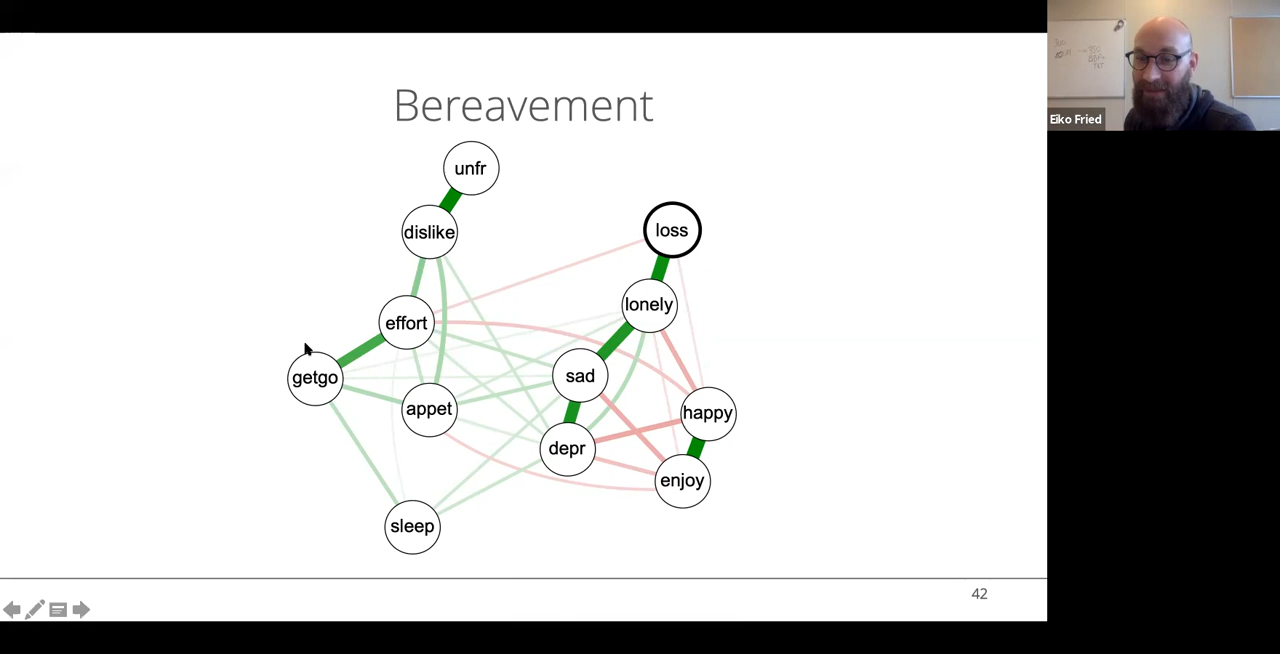 Bereavement
unfr
dislike
loss
lonely
effort
getgo
sad
appet
happy
depr
enjoy
sleep
42
Eiko Fried